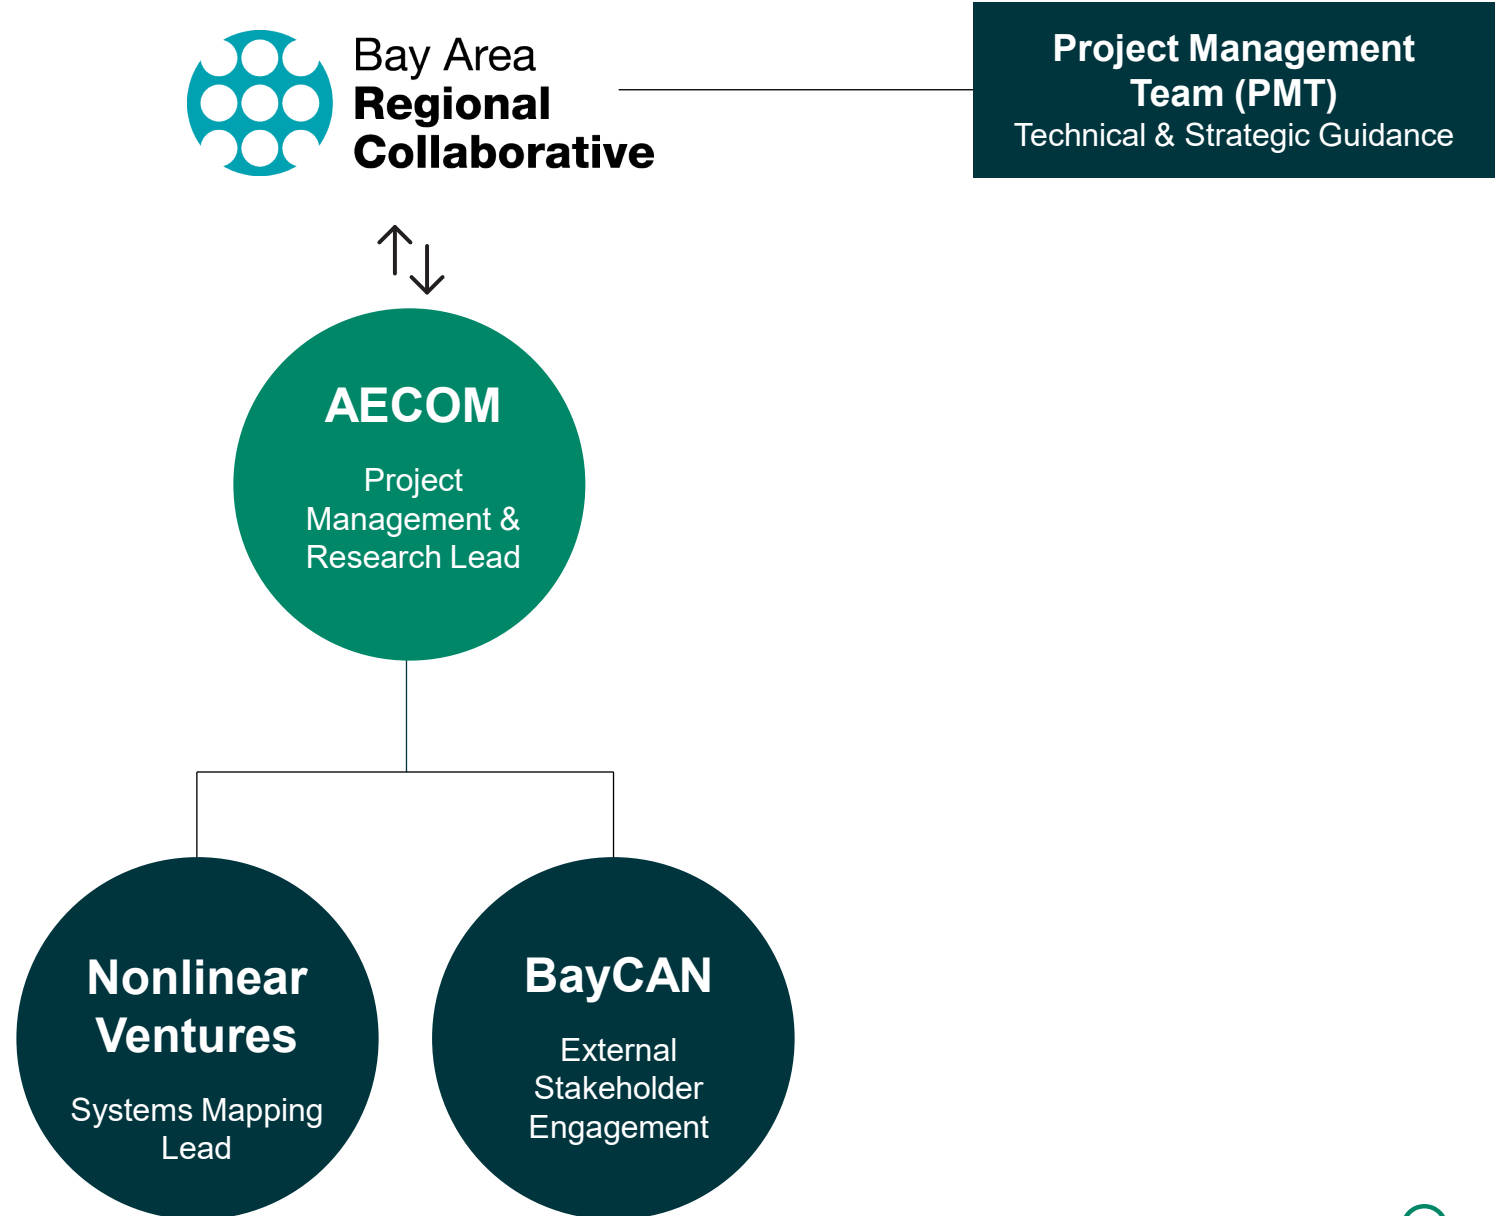 Bay Area
Regional
Collaborative
Project Management
Team (PMT)
Technical & Strategic Guidance
AECOM
Project
Management &
Research Lead
Nonlinear
Ventures
Systems Mapping
Lead
BayCAN
External
Stakeholder
Engagement